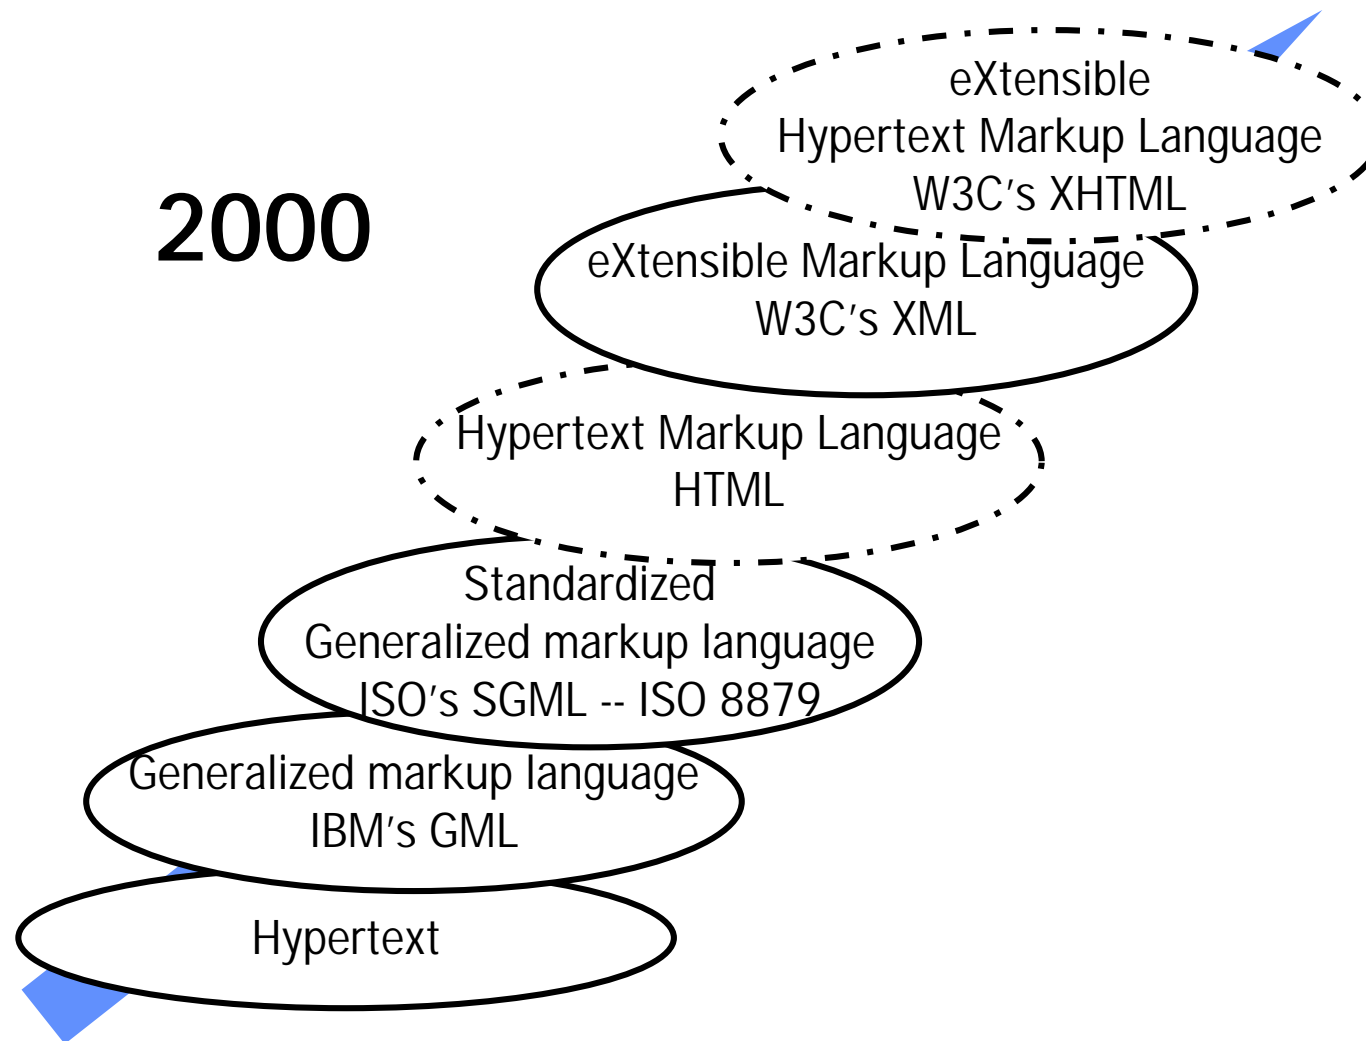 eXtensible
Hypertext Markup Language
W3C's XHTML
2000
eXtensible Markup Language
W3C's XML
Hypertext Markup Language
HTML
Standardized
Generalized markup language
ISO's SGML -- ISO 8879
Generalized markup language
IBM's GML
Hypertext